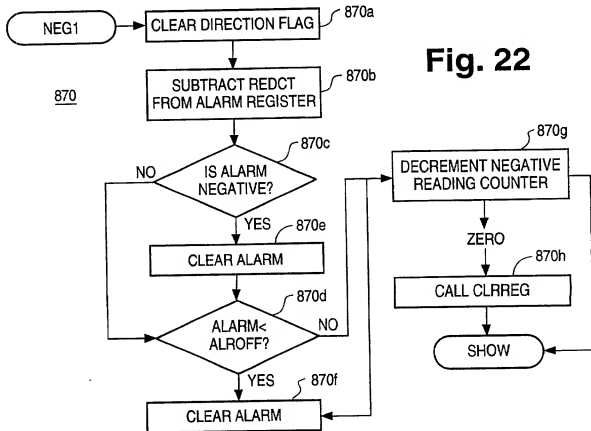 NEG1
CLEAR DIRECTION FLAG
870a
870
SUBTRACT REDCT
FROM ALARM REGISTER
870b
Fig. 22
870c
NO
IS ALARM
NEGATIVE?
YES
870e
CLEAR ALARM
870d
ALARM<
ALROFF?
NO
YES
870f
CLEAR ALARM
870g
DECREMENT NEGATIVE
READING COUNTER
ZERO
870h
CALL CLRREG
SHOW